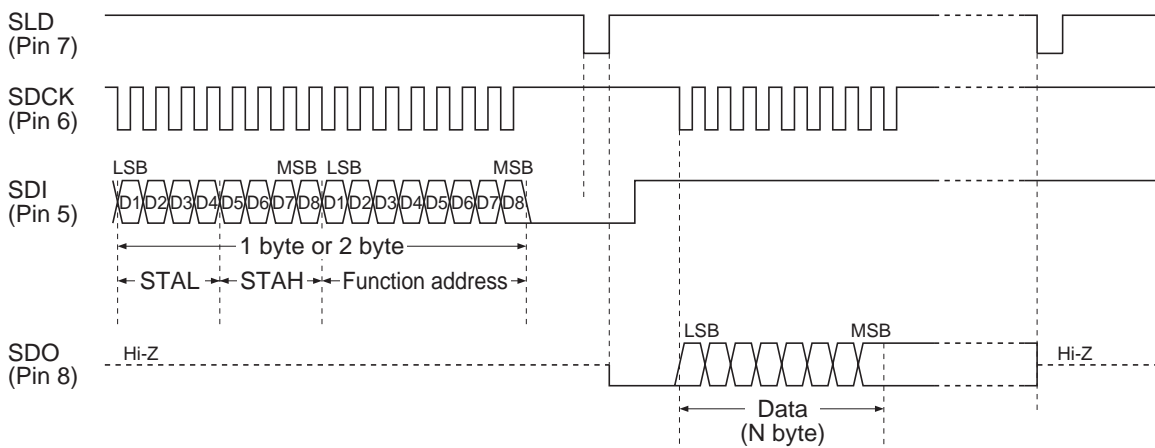 SLD
(Pin 7)
SDCK
(Pin 6)
LSB MSB LSB MSB
SDI
(Pin 5)
D1 D2 D3 D4 D5 D6 D7 D8 D1 D2 D3 D4 D5 D6 D7 D8
1 byte or 2 byte
STAL STAH Function address
LSB MSB
SDO
(Pin 8)
Hi-Z Hi-Z
Data
(N byte)